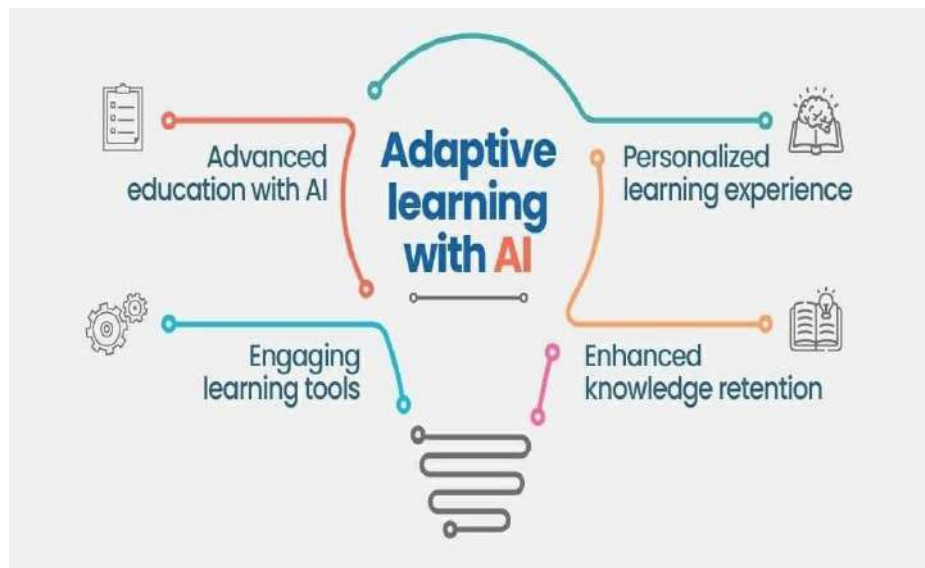 Adaptive
learning
with AI
Advanced
education with AI
Personalized
learning experience
Engaging
learning tools
Enhanced
knowledge retention